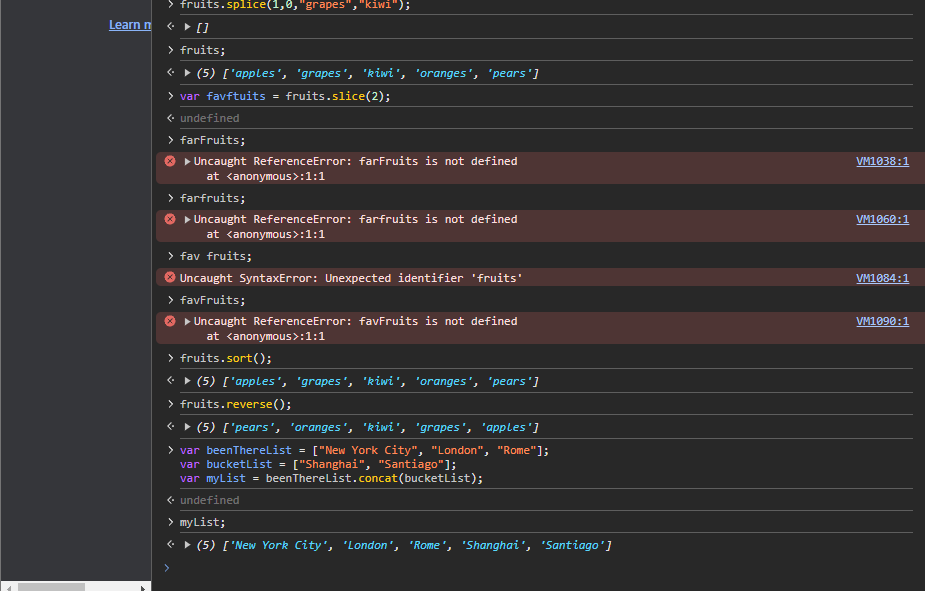 fruits.splice(1,0,"grapes","kiwi");
Learn
[]
fruits;
(5) ['apples', 'grapes', 'kiwi', 'oranges', 'pears']
var favftuits = fruits.slice(2);
undefined
farFruits;
Uncaught ReferenceError: farFruits is not defined VM1038:1
at <anonymous>:1:1
farfruits;
Uncaught ReferenceError: farfruits is not defined VM1060:1
at <anonymous>:1:1
fav fruits;
Uncaught SyntaxError: Unexpected identifier 'fruits' VM1084:1
favFruits;
Uncaught ReferenceError: favFruits is not defined VM1090:1
at <anonymous>:1:1
fruits.sort();
(5) ['apples', 'grapes', 'kiwi', 'oranges', 'pears']
fruits.reverse();
(5) ['pears', 'oranges', 'kiwi', 'grapes', 'apples']
var beenThereList = ["New York City", "London", "Rome"];
var bucketList = ["Shanghai", "Santiago"];
var myList = beenThereList.concat(bucketList);
undefined
myList;
(5) ['New York City', 'London', 'Rome', 'Shanghai', 'Santiago']